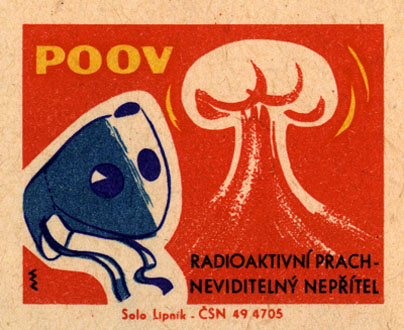 POOV
RADIOAKTIVNÍ PRACH-
NEVIDITELNÝ NEPŘÍTEL
Solo Lipník - ČSN 49 4705